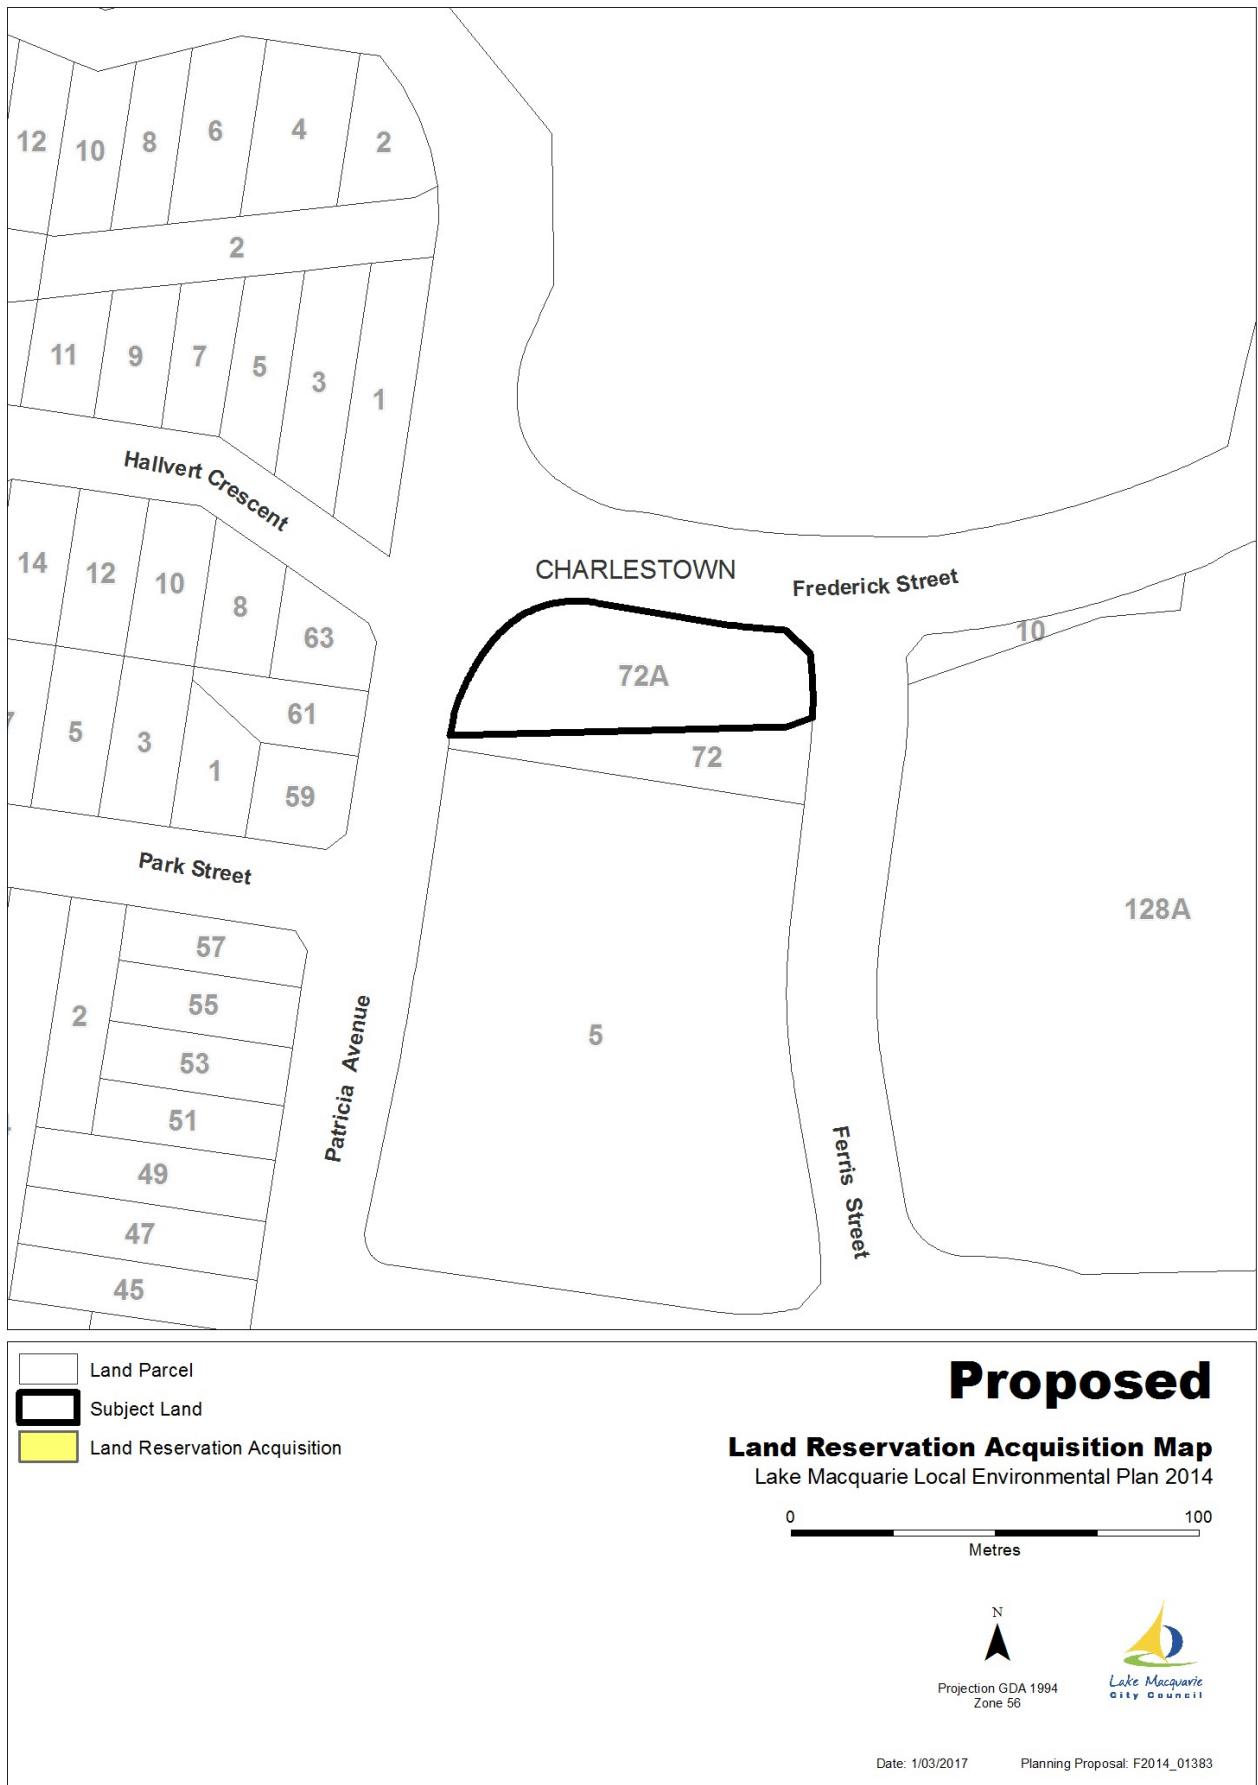 12
10
8
6
4
2
2
11
9
7
5
3
1
Hallvert Crescent
14
12
10
8
63
CHARLESTOWN
Frederick Street
10
72A
72
61
5
3
1
59
Park Street
128A
57
55
53
51
49
47
45
2
Patricia Avenue
5
Ferris Street
Land Parcel
Subject Land
Land Reservation Acquisition
Proposed
Land Reservation Acquisition Map
Lake Macquarie Local Environmental Plan 2014
0 100
Metres
N
Projection GDA 1994
Zone 56
Lake Macquarie
City Council
Date: 1/03/2017 Planning Proposal: F2014_01383